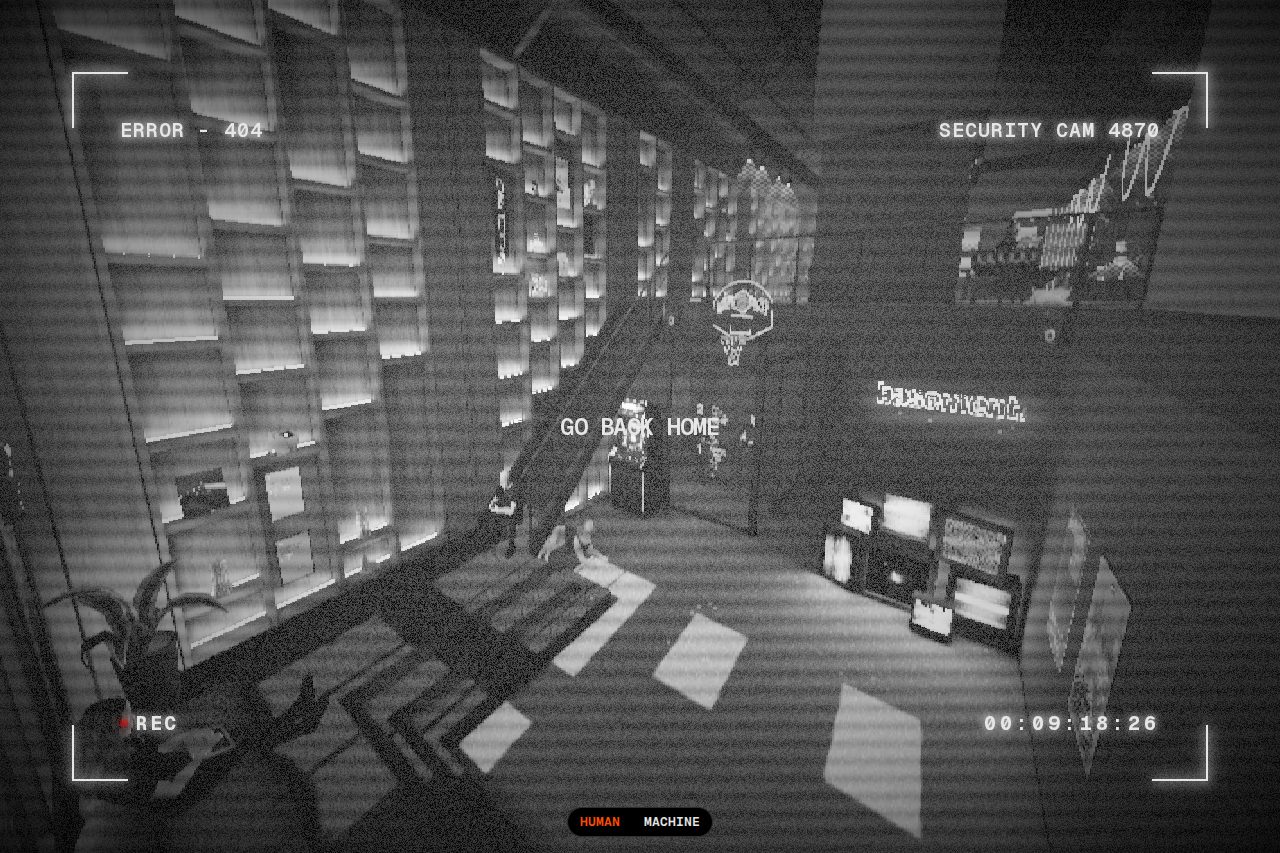 ERROR - 404
SECURITY CAM 4870
GO BACK HOME
REC
00:09:18:26
HUMAN MACHINE